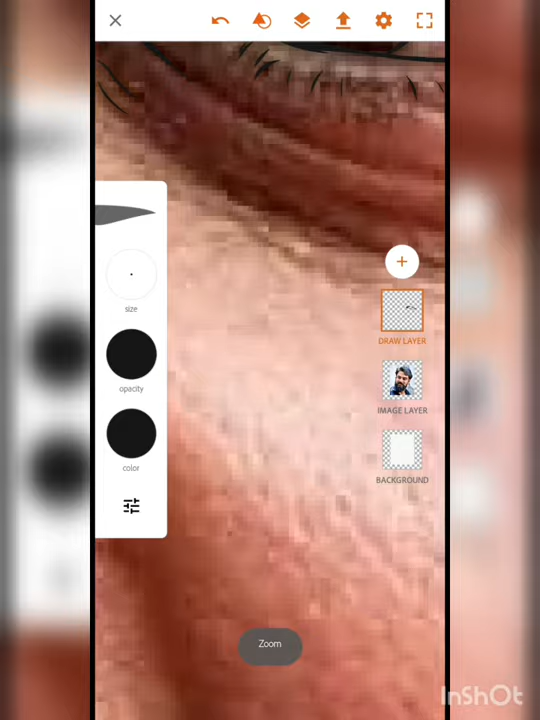 size
DRAW LAYER
opacity
IMAGE LAYER
color
BACKGROUND
Zoom
InShOt